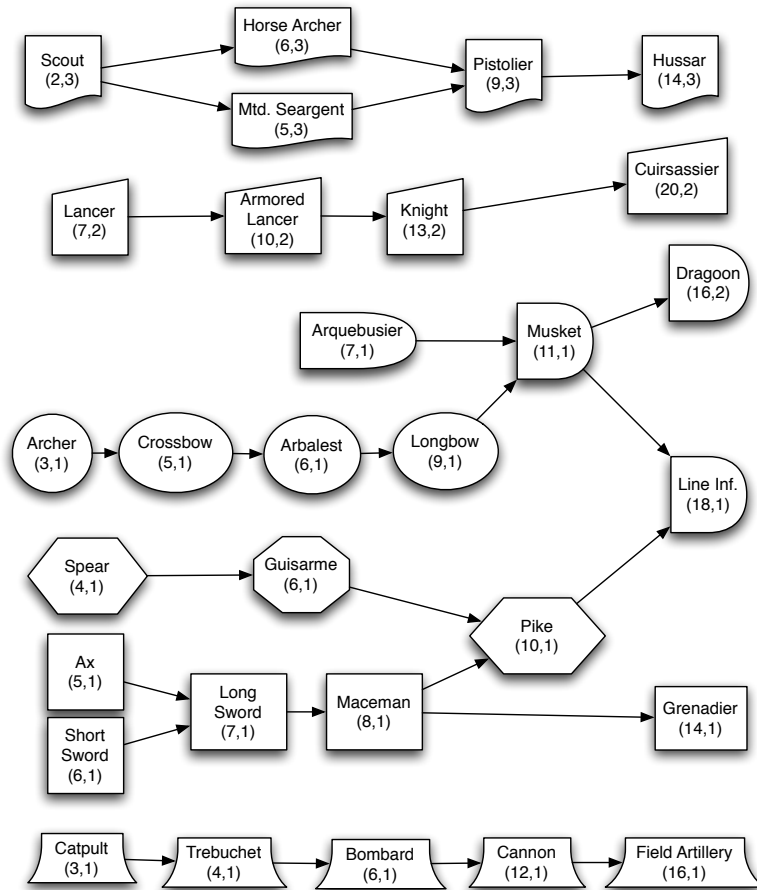 Horse Archer
(6,3)
Scout
(2,3)
Pistolier
(9,3)
Hussar
(14,3)
Mtd. Seargent
(5,3)
Cuirsassier
(20,2)
Lancer
(7,2)
Armored
Lancer
(10,2)
Knight
(13,2)
Dragoon
(16,2)
Arquebusier
(7,1)
Musket
(11,1)
Archer
(3,1)
Crossbow
(5,1)
Arbalest
(6,1)
Longbow
(9,1)
Line Inf.
(18,1)
Spear
(4,1)
Guisarme
(6,1)
Pike
(10,1)
Ax
(5,1)
Long
Sword
(7,1)
Maceman
(8,1)
Grenadier
(14,1)
Short
Sword
(6,1)
Catpult
(3,1)
Trebuchet
(4,1)
Bombard
(6,1)
Cannon
(12,1)
Field Artillery
(16,1)